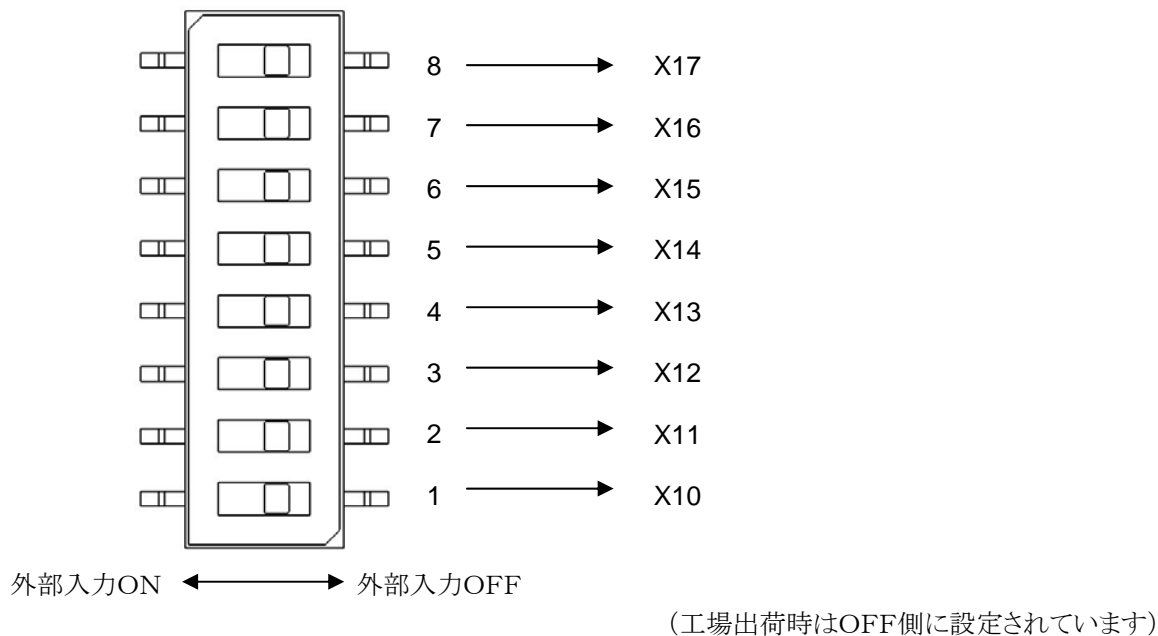 8 X17
7 X16
6 X15
5 X14
4 X13
3 X12
2 X11
1 X10
外部入力ON 外部入力OFF
(工場出荷時はOFF側に設定されています)